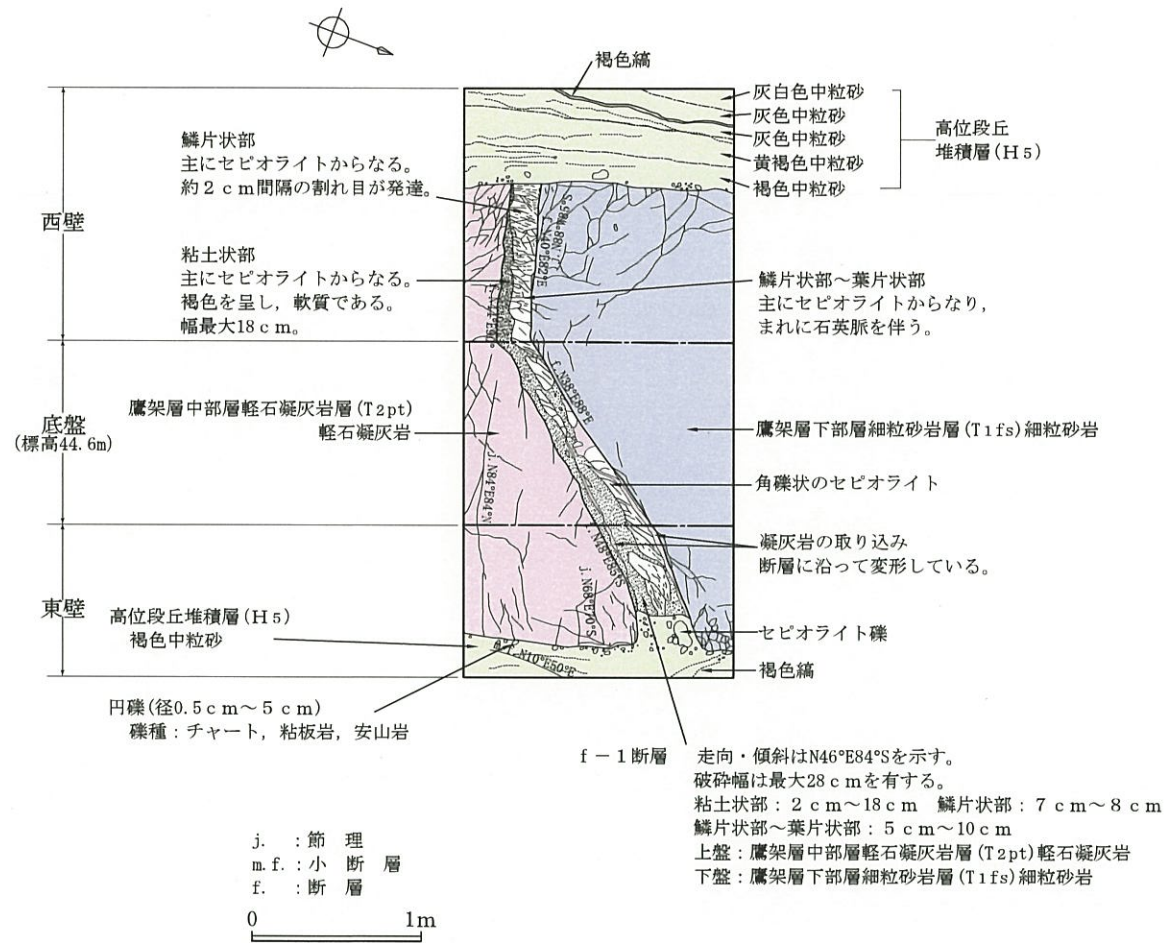 褐色縞
灰白色中粒砂
灰色中粒砂
灰色中粒砂
黄褐色中粒砂
褐色中粒砂
高位段丘
堆積層(H5)
鱗片状部
主にセピオライトからなる。
約2cm間隔の割れ目が発達。
西壁
粘土状部
主にセピオライトからなる。
褐色を呈し，軟質である。
幅最大18cm。
鱗片状部～葉片状部
主にセピオライトからなり，
まれに石英脈を伴う。
f.N40°E82°E
底盤
(標高44.6m)
鷹架層中部層軽石凝灰岩層(T2pt)
軽石凝灰岩
f.N38°E88°E
j.N84°E84°N
鷹架層下部層細粒砂岩層(T1fs)細粒砂岩
角礫状のセピオライト
凝灰岩の取り込み
断層に沿って変形している。
東壁
f.N48°E85°S
j.N68°E70°S
高位段丘堆積層(H5)
褐色中粒砂
m.f.N10°E50°E
セピオライト礫
褐色縞
円礫(径0.5cm～5cm)
礫種：チャート，粘板岩，安山岩
f－1断層 走向・傾斜はN46°E84°Sを示す。
破砕幅は最大28cmを有する。
粘土状部：2cm～18cm 鱗片状部：7cm～8cm
鱗片状部～葉片状部：5cm～10cm
上盤：鷹架層中部層軽石凝灰岩層(T2pt)軽石凝灰岩
下盤：鷹架層下部層細粒砂岩層(T1fs)細粒砂岩
j. ：節 理
m.f.：小 断 層
f. ：断 層
0 1m